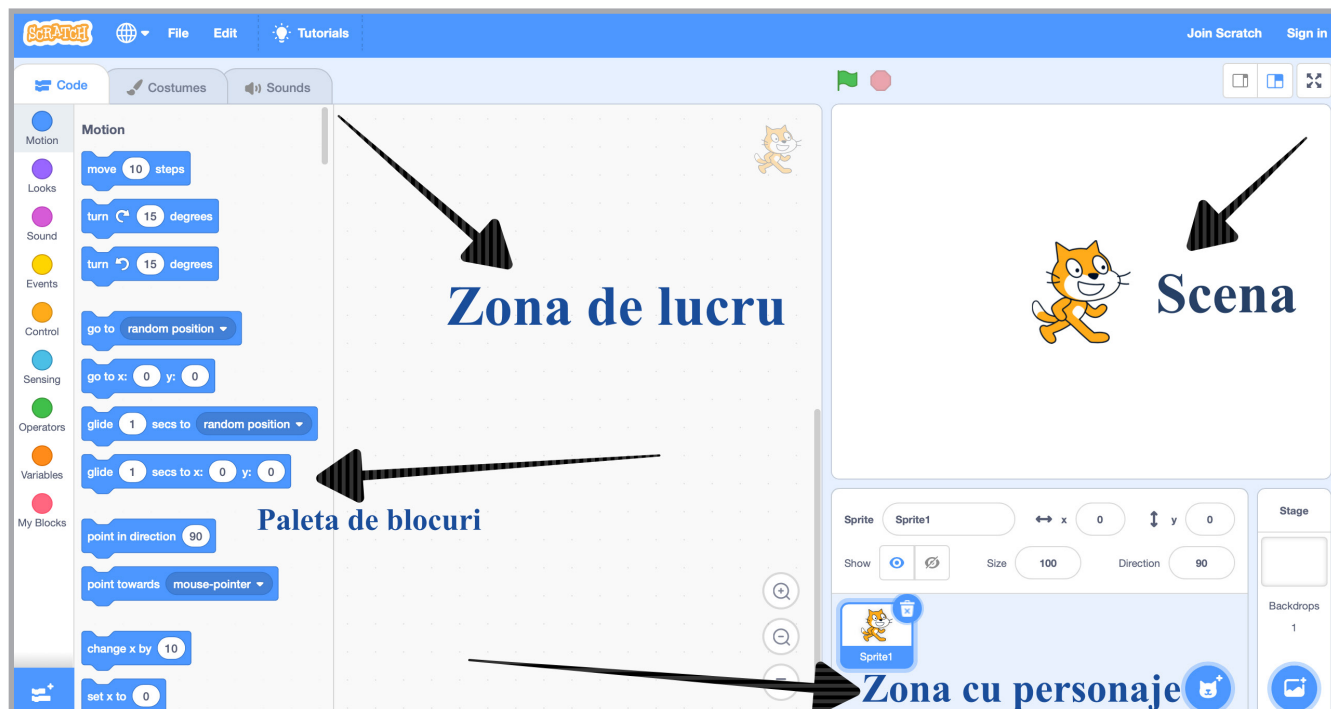 SCRATCH File Edit Tutorials Join Scratch Sign in
Code Costumes Sounds
Motion
Looks
Sound
Events
Control
Sensing
Operators
Variables
My Blocks
Motion
move 10 steps
turn 15 degrees
turn 15 degrees
go to random position
go to x: 0 y: 0
glide 1 secs to random position
glide 1 secs to x: 0 y: 0
point in direction 90
point towards mouse-pointer
change x by 10
set x to 0
Paleta de blocuri
Zona de lucru
Scena
Sprite Sprite1 x 0 y 0
Show Size 100 Direction 90
Sprite1
Zona cu personaje
Stage
Backdrops
1